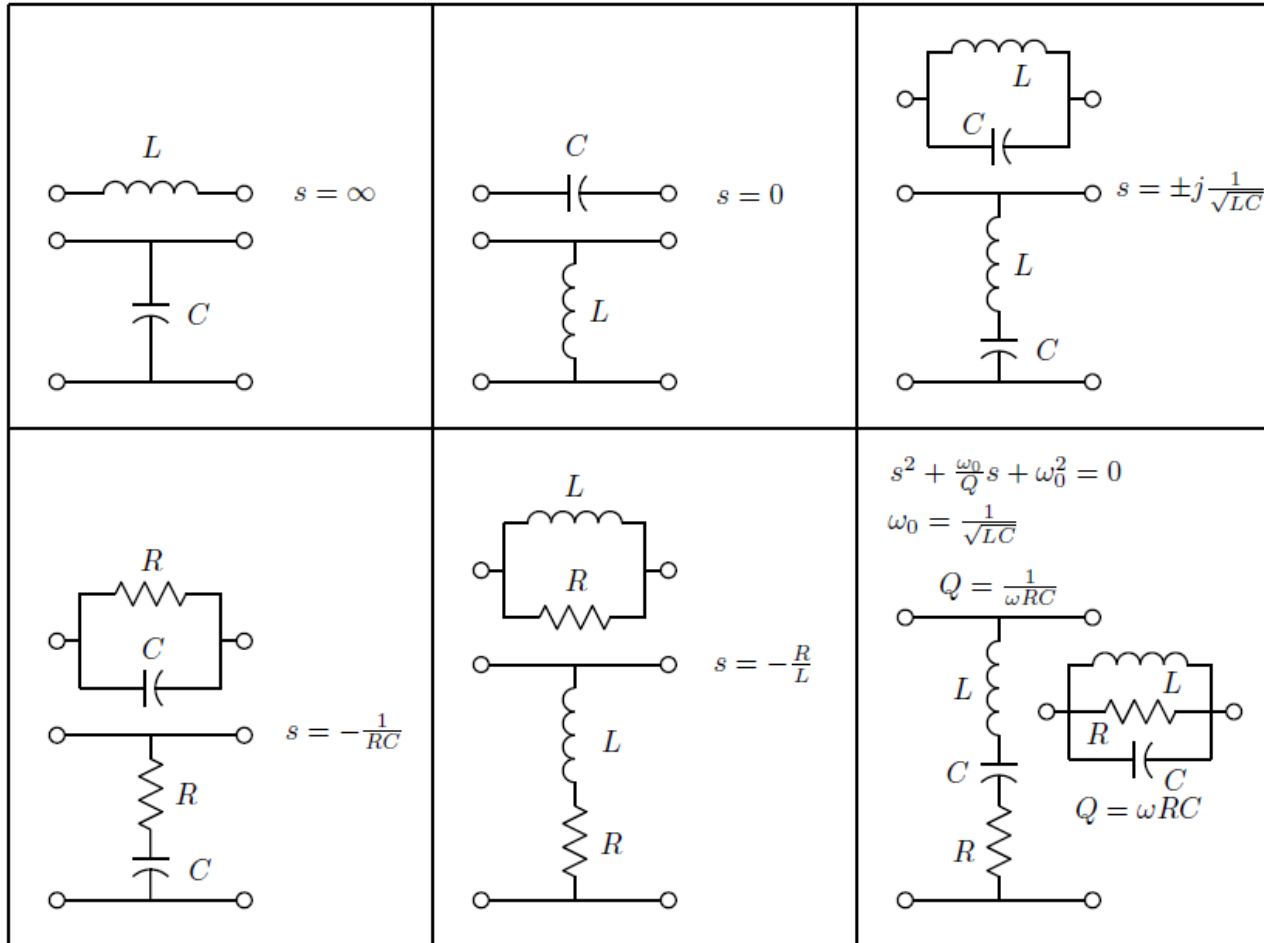 L
s = ∞
C
C
s = 0
L
L
C
s = ±j 1/√LC
L
C
R
C
s = − 1/RC
R
C
L
R
s = − R/L
L
R
s² + ω₀/Q s + ω₀² = 0
ω₀ = 1/√LC
Q = 1/ωRC
L
L
R
C
C
Q = ωRC
R